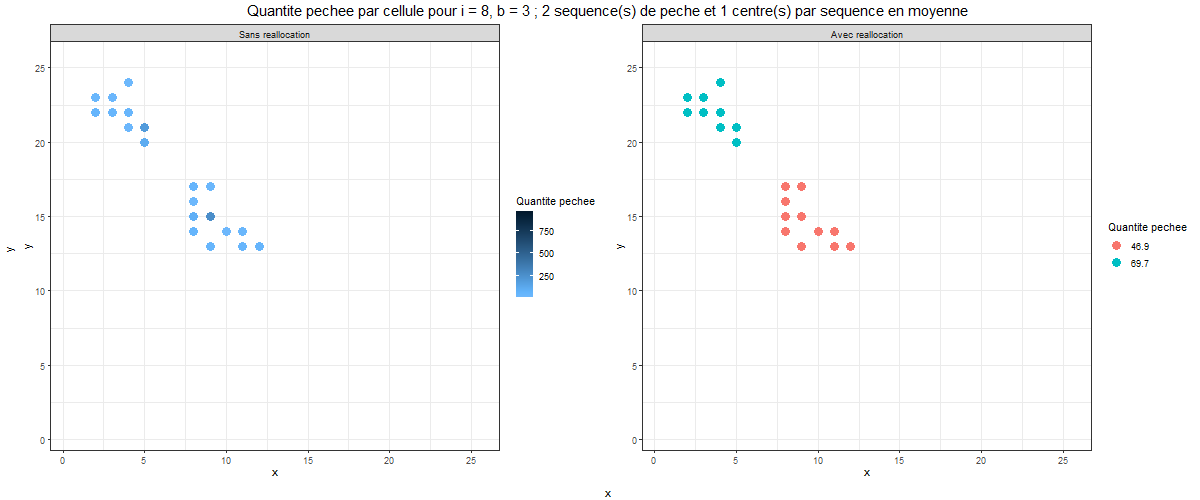 Quantite pechee par cellule pour i = 8, b = 3 ; 2 sequence(s) de peche et 1 centre(s) par sequence en moyenne
Sans reallocation
25
20
15
10
5
0
y
y
0 5 10 15 20 25
x
Quantite pechee
750
500
250
Avec reallocation
25
20
15
10
5
0
y
0 5 10 15 20 25
x
Quantite pechee
46.9
69.7
x